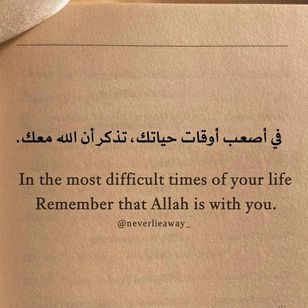 في أصعب أوقات حياتك، تذكر أن الله معك.
In the most difficult times of your life
Remember that Allah is with you.
@neverlieaway_